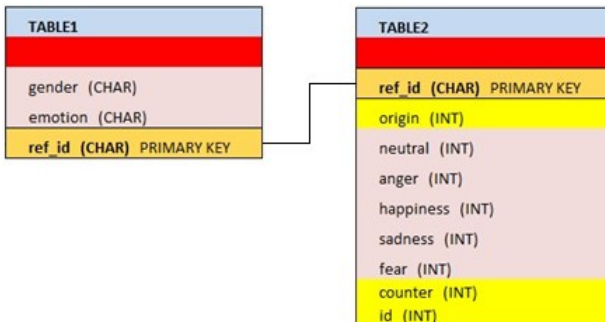 TABLE1
gender (CHAR)
emotion (CHAR)
ref_id (CHAR) PRIMARY KEY
TABLE2
ref_id (CHAR) PRIMARY KEY
origin (INT)
neutral (INT)
anger (INT)
happiness (INT)
sadness (INT)
fear (INT)
counter (INT)
id (INT)